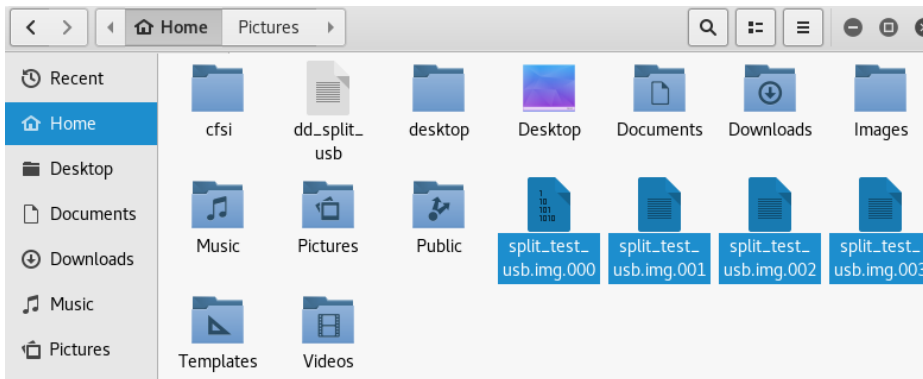 Home Pictures
Recent
Home
Desktop
Documents
Downloads
Music
Pictures
cfsi
dd_split_
usb
desktop
Desktop
Documents
Downloads
Images
Music
Pictures
Public
split_test_
usb.img.000
split_test_
usb.img.001
split_test_
usb.img.002
split_test_
usb.img.003
Templates
Videos